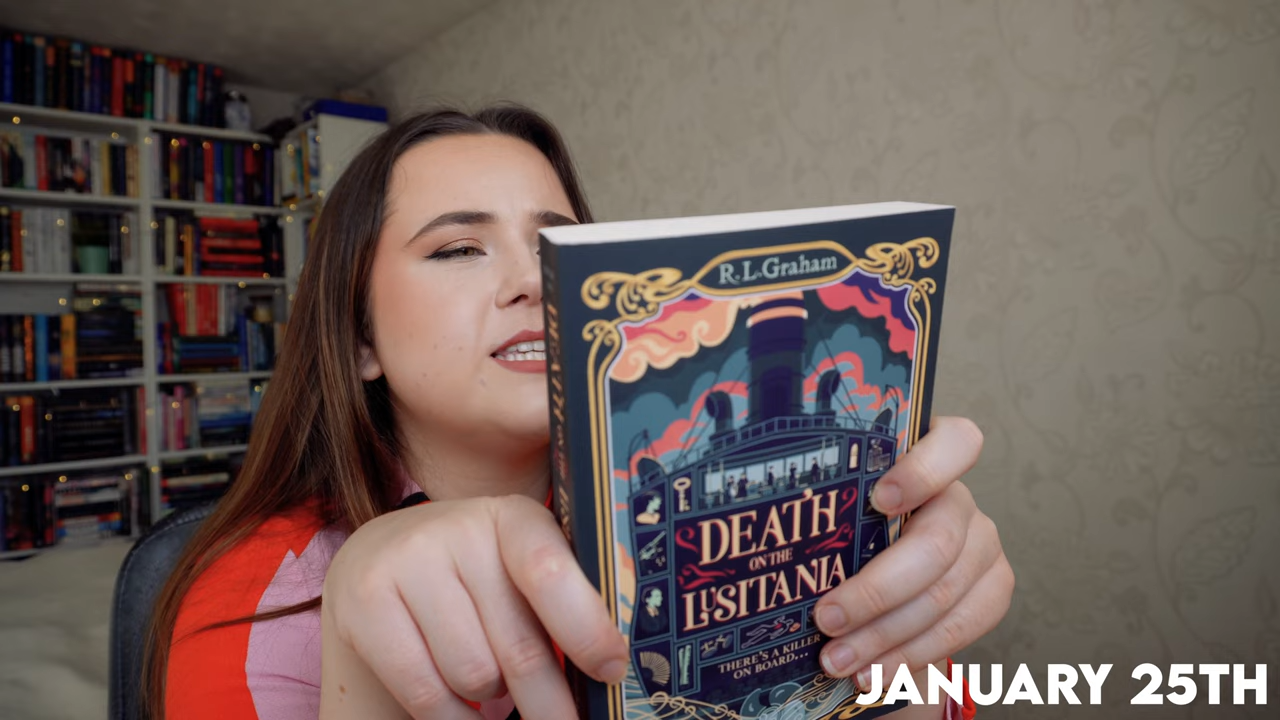 R.L.Graham
DEATH
ON THE
LUSITANIA
THERE'S A KILLER
ON BOARD...
JANUARY 25TH